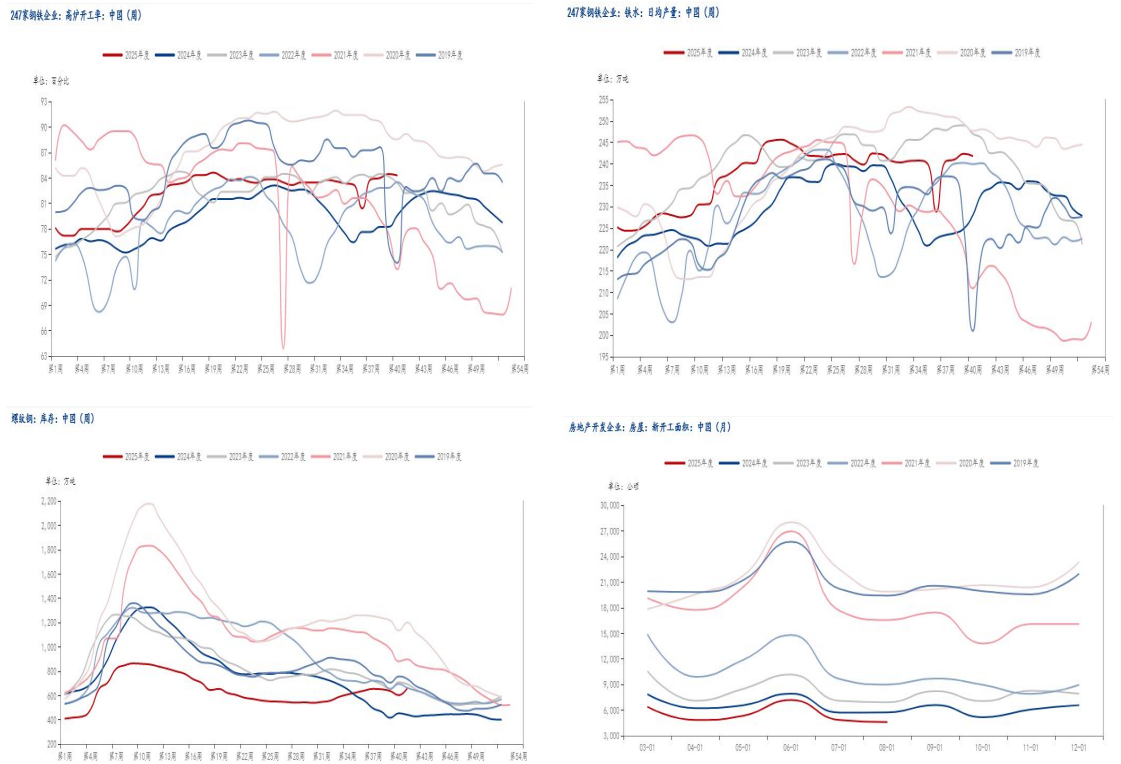 247家钢铁企业：高炉开工率：中国（周）
2025年度 2024年度 2023年度 2022年度 2021年度 2020年度 2019年度
单位：百分比
93
90
87
84
81
78
75
72
69
66
63
第1周 第4周 第7周 第10周 第13周 第16周 第19周 第22周 第25周 第28周 第31周 第34周 第37周 第40周 第43周 第46周 第49周 第54周
247家钢铁企业：铁水：日均产量：中国（周）
2025年度 2024年度 2023年度 2022年度 2021年度 2020年度 2019年度
单位：万吨
255
250
245
240
235
230
225
220
215
210
205
200
195
第1周 第4周 第7周 第10周 第13周 第16周 第19周 第22周 第25周 第28周 第31周 第34周 第37周 第40周 第43周 第46周 第49周 第54周
螺纹钢：库存：中国（周）
2025年度 2024年度 2023年度 2022年度 2021年度 2020年度 2019年度
单位：万吨
2,200
2,000
1,800
1,600
1,400
1,200
1,000
800
600
400
200
第1周 第4周 第7周 第10周 第13周 第16周 第19周 第22周 第25周 第28周 第31周 第34周 第37周 第40周 第43周 第46周 第49周 第54周
房地产开发企业：房屋：新开工面积：中国（月）
2025年度 2024年度 2023年度 2022年度 2021年度 2020年度 2019年度
单位：公顷
30,000
27,000
24,000
21,000
18,000
15,000
12,000
9,000
6,000
3,000
03-01 04-01 05-01 06-01 07-01 08-01 09-01 10-01 11-01 12-01